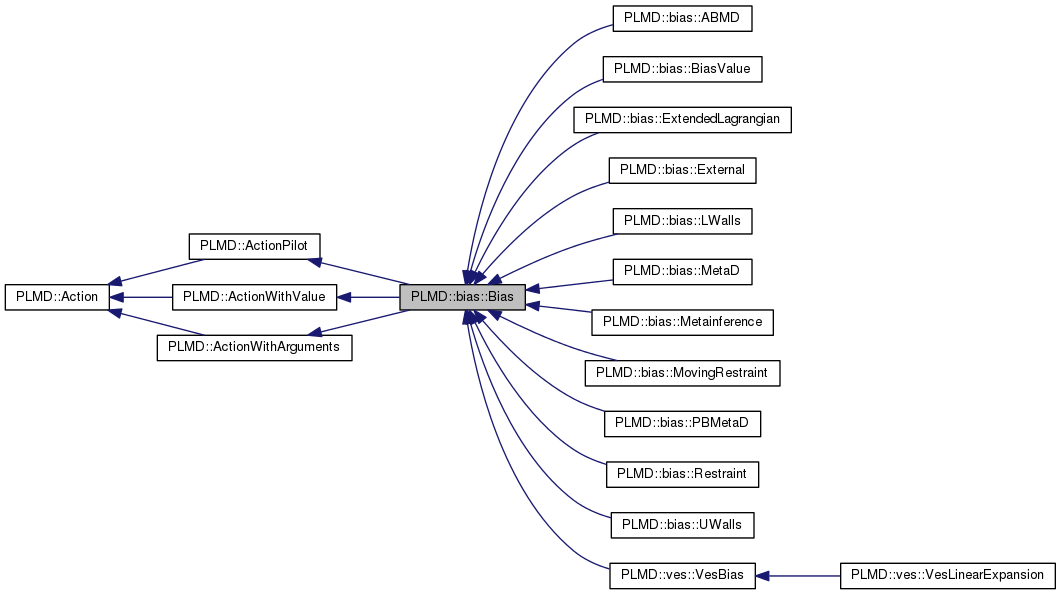 PLMD::bias::ABMD
PLMD::bias::BiasValue
PLMD::bias::ExtendedLagrangian
PLMD::bias::External
PLMD::bias::LWalls
PLMD::ActionPilot
PLMD::bias::MetaD
PLMD::Action
PLMD::ActionWithValue
PLMD::bias::Bias
PLMD::bias::Metainference
PLMD::ActionWithArguments
PLMD::bias::MovingRestraint
PLMD::bias::PBMetaD
PLMD::bias::Restraint
PLMD::bias::UWalls
PLMD::ves::VesBias
PLMD::ves::VesLinearExpansion